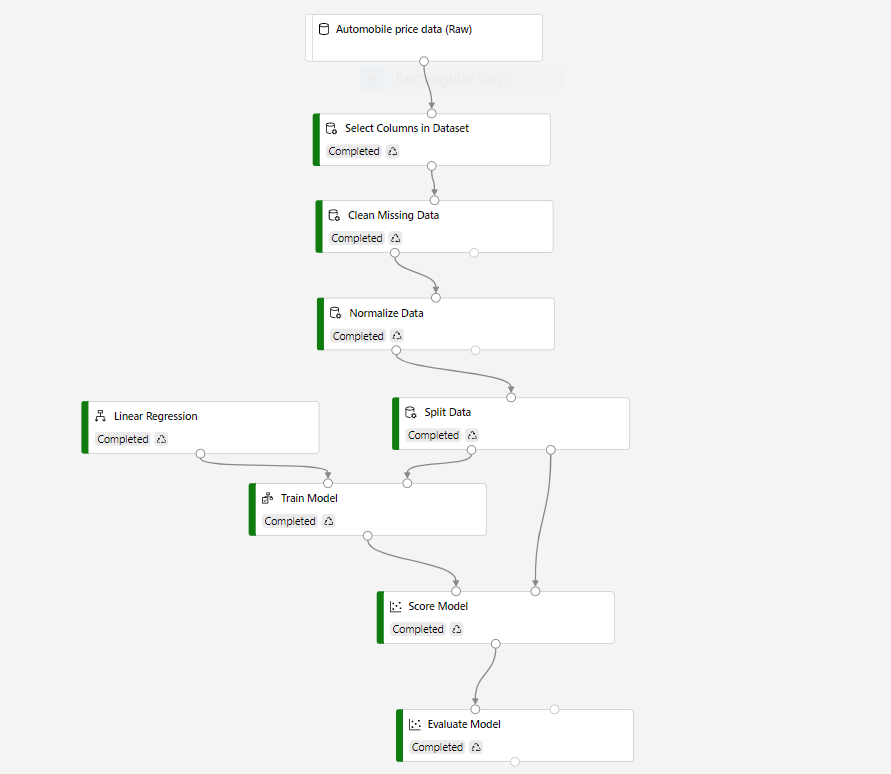 Automobile price data (Raw)
Rectangular Snip
Select Columns in Dataset
Completed
Clean Missing Data
Completed
Normalize Data
Completed
Linear Regression
Completed
Split Data
Completed
Train Model
Completed
Score Model
Completed
Evaluate Model
Completed